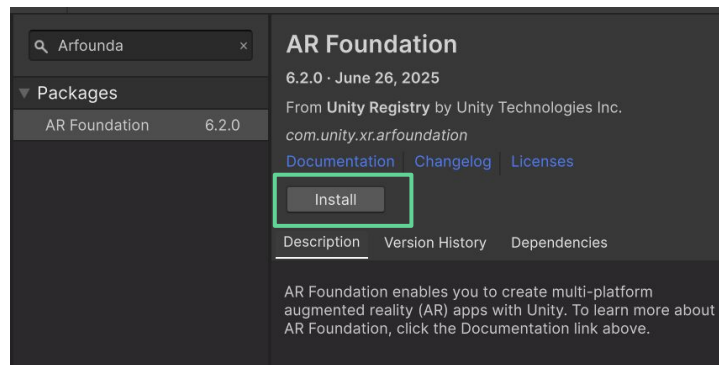 Arfounda
Packages
AR Foundation 6.2.0
AR Foundation
6.2.0 · June 26, 2025
From Unity Registry by Unity Technologies Inc.
com.unity.xr.arfoundation
Documentation Changelog Licenses
Install
Description Version History Dependencies
AR Foundation enables you to create multi-platform
augmented reality (AR) apps with Unity. To learn more about
AR Foundation, click the Documentation link above.